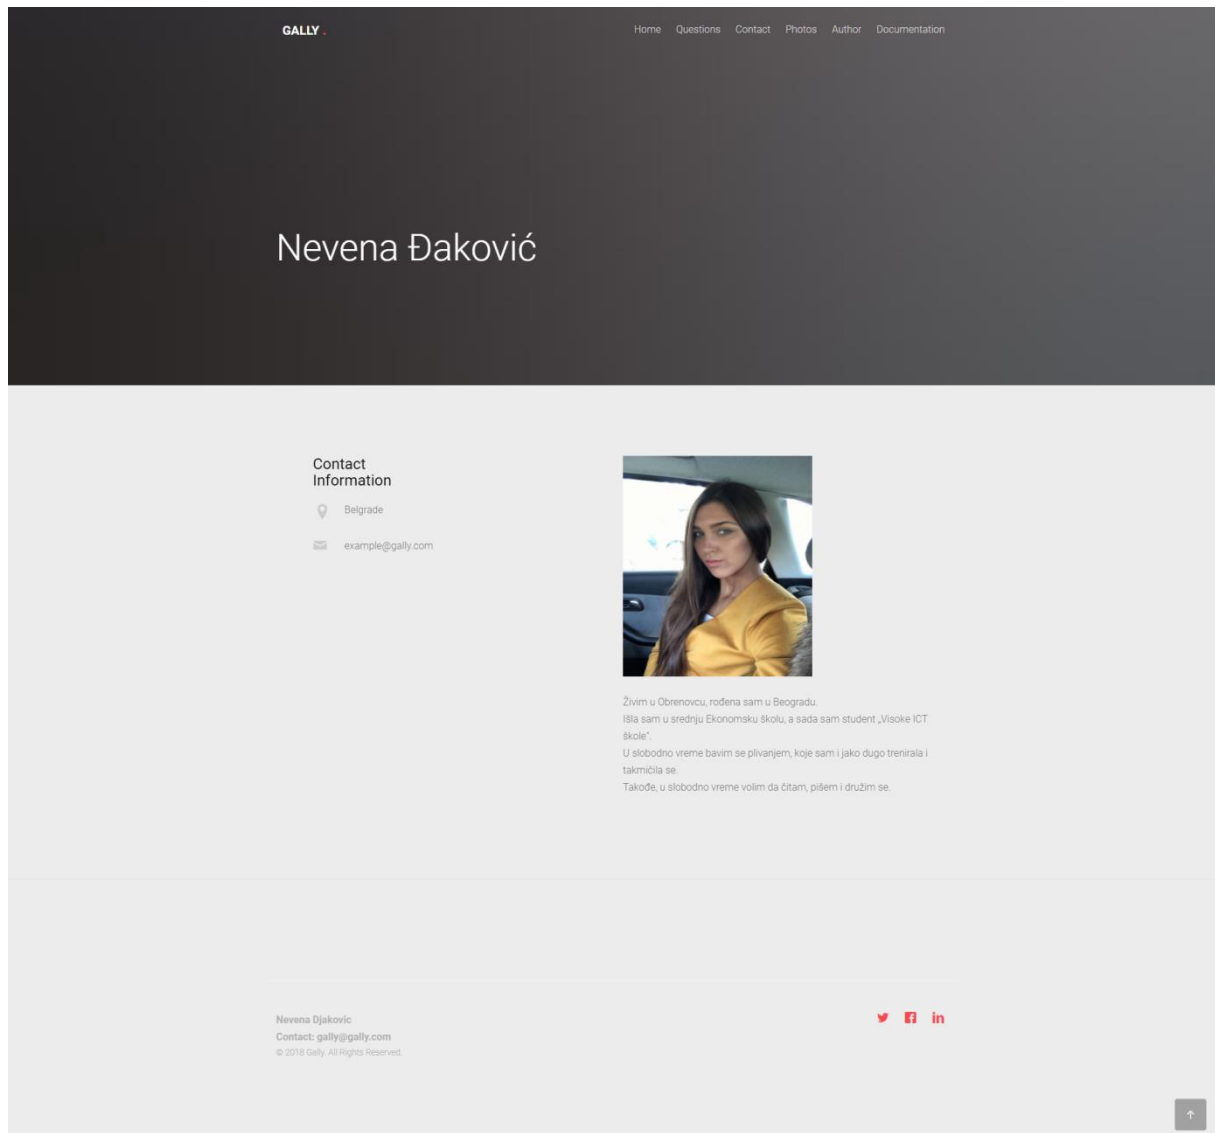 GALLY .
Home Questions Contact Photos Author Documentation
Nevena Đaković
Contact
Information
Belgrade
example@gally.com
Živim u Obrenovcu, rođena sam u Beogradu.
Išla sam u srednju Ekonomsku školu, a sada sam student „Visoke ICT
škole".
U slobodno vreme bavim se plivanjem, koje sam i jako dugo trenirala i
takmičila se.
Takođe, u slobodno vreme volim da čitam, pišem i družim se.
Nevena Djakovic
Contact: gally@gally.com
© 2018 Gally. All Rights Reserved.